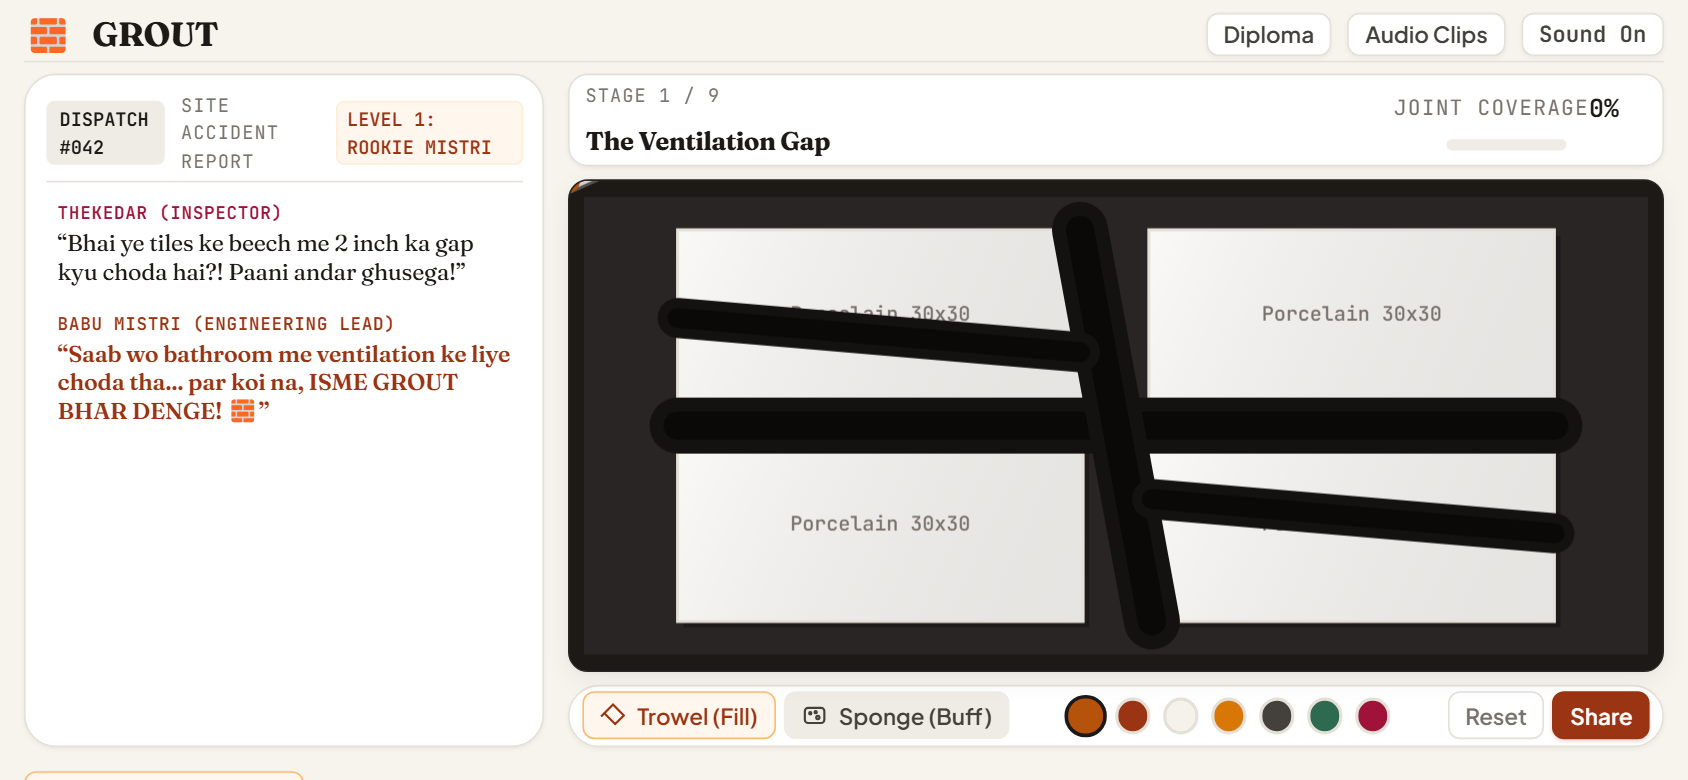 GROUT
Diploma
Audio Clips
Sound On
DISPATCH
#042
SITE
ACCIDENT
REPORT
LEVEL 1:
ROOKIE MISTRI
THEKEDAR (INSPECTOR)
“Bhai ye tiles ke beech me 2 inch ka gap
kyu choda hai?! Paani andar ghusega!”
BABU MISTRI (ENGINEERING LEAD)
“Saab wo bathroom me ventilation ke liye
choda tha... par koi na, ISME GROUT
BHAR DENGE! 🧱”
STAGE 1 / 9
The Ventilation Gap
JOINT COVERAGE0%
Porcelain 30x30
Porcelain 30x30
Porcelain 30x30
Trowel (Fill)
Sponge (Buff)
Reset
Share